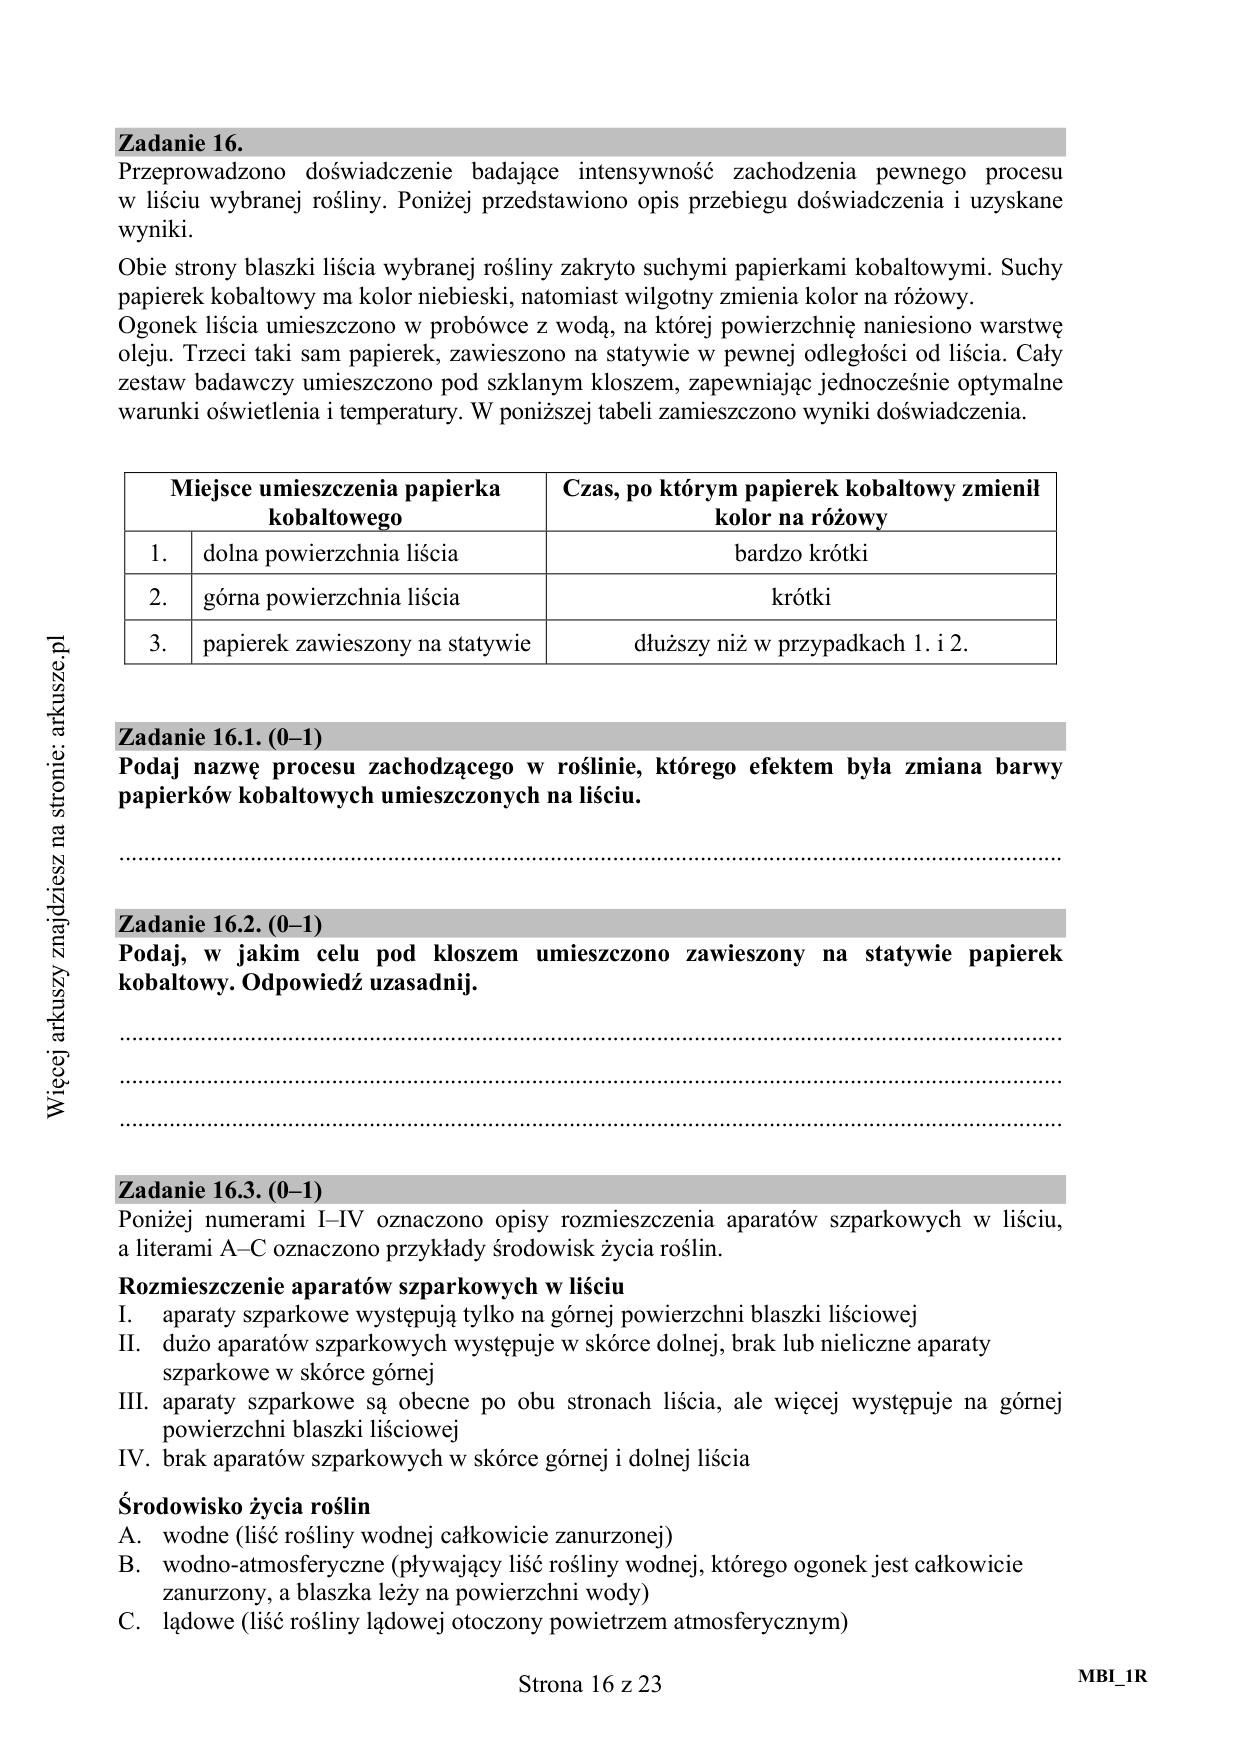 Zadanie 16.
Przeprowadzono doświadczenie badające intensywność zachodzenia pewnego procesu
w liściu wybranej rośliny. Poniżej przedstawiono opis przebiegu doświadczenia i uzyskane
wyniki.
Obie strony blaszki liścia wybranej rośliny zakryto suchymi papierkami kobaltowymi. Suchy
papierek kobaltowy ma kolor niebieski, natomiast wilgotny zmienia kolor na różowy.
Ogonek liścia umieszczono w probówce z wodą, na której powierzchnię naniesiono warstwę
oleju. Trzeci taki sam papierek, zawieszono na statywie w pewnej odległości od liścia. Cały
zestaw badawczy umieszczono pod szklanym kloszem, zapewniając jednocześnie optymalne
warunki oświetlenia i temperatury. W poniższej tabeli zamieszczono wyniki doświadczenia.
Miejsce umieszczenia papierka
kobaltowego
Czas, po którym papierek kobaltowy zmienił
kolor na różowy
1. dolna powierzchnia liścia bardzo krótki
2. górna powierzchnia liścia krótki
3. papierek zawieszony na statywie dłuższy niż w przypadkach 1. i 2.
Zadanie 16.1. (0–1)
Podaj nazwę procesu zachodzącego w roślinie, którego efektem była zmiana barwy
papierków kobaltowych umieszczonych na liściu.
Zadanie 16.2. (0–1)
Podaj, w jakim celu pod kloszem umieszczono zawieszony na statywie papierek
kobaltowy. Odpowiedź uzasadnij.
Zadanie 16.3. (0–1)
Poniżej numerami I–IV oznaczono opisy rozmieszczenia aparatów szparkowych w liściu,
a literami A–C oznaczono przykłady środowisk życia roślin.
Rozmieszczenie aparatów szparkowych w liściu
I. aparaty szparkowe występują tylko na górnej powierzchni blaszki liściowej
II. dużo aparatów szparkowych występuje w skórce dolnej, brak lub nieliczne aparaty
szparkowe w skórce górnej
III. aparaty szparkowe są obecne po obu stronach liścia, ale więcej występuje na górnej
powierzchni blaszki liściowej
IV. brak aparatów szparkowych w skórce górnej i dolnej liścia
Środowisko życia roślin
A. wodne (liść rośliny wodnej całkowicie zanurzonej)
B. wodno-atmosferyczne (pływający liść rośliny wodnej, którego ogonek jest całkowicie
zanurzony, a blaszka leży na powierzchni wody)
C. lądowe (liść rośliny lądowej otoczony powietrzem atmosferycznym)
Strona 16 z 23
MBI_1R
Więcej arkuszy znajdziesz na stronie: arkusze.pl